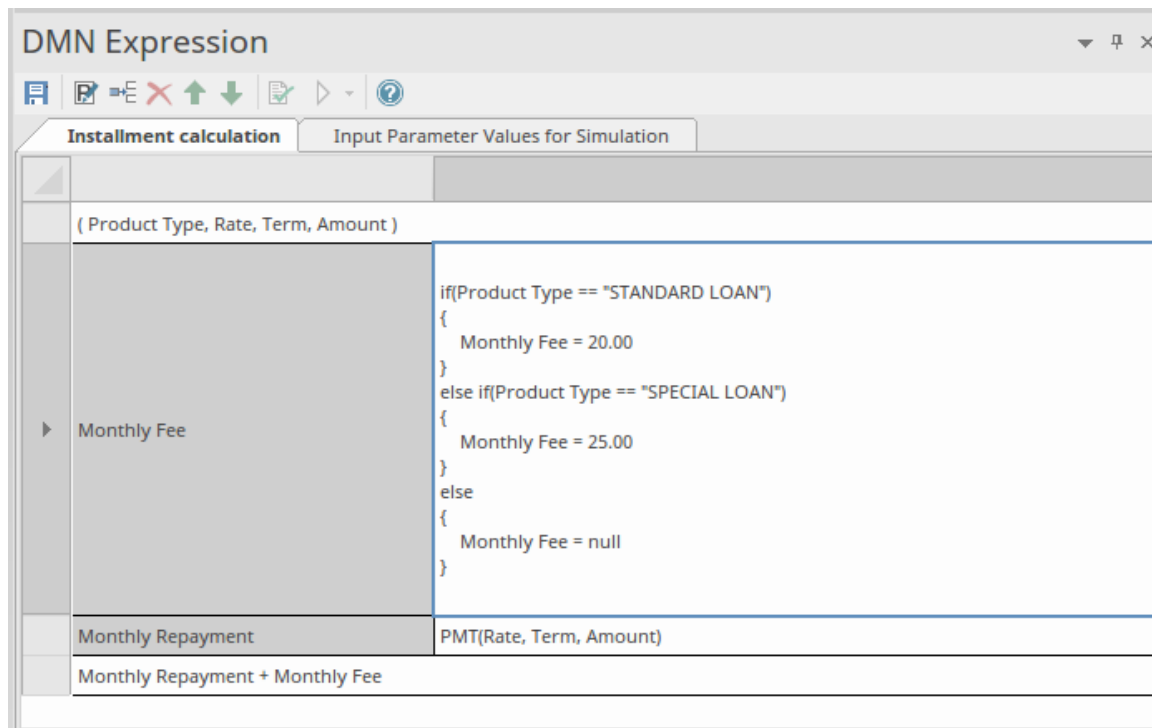 DMN Expression
Installment calculation
Input Parameter Values for Simulation
( Product Type, Rate, Term, Amount )
Monthly Fee
if(Product Type == "STANDARD LOAN")
{
    Monthly Fee = 20.00
}
else if(Product Type == "SPECIAL LOAN")
{
    Monthly Fee = 25.00
}
else
{
    Monthly Fee = null
}
Monthly Repayment
PMT(Rate, Term, Amount)
Monthly Repayment + Monthly Fee